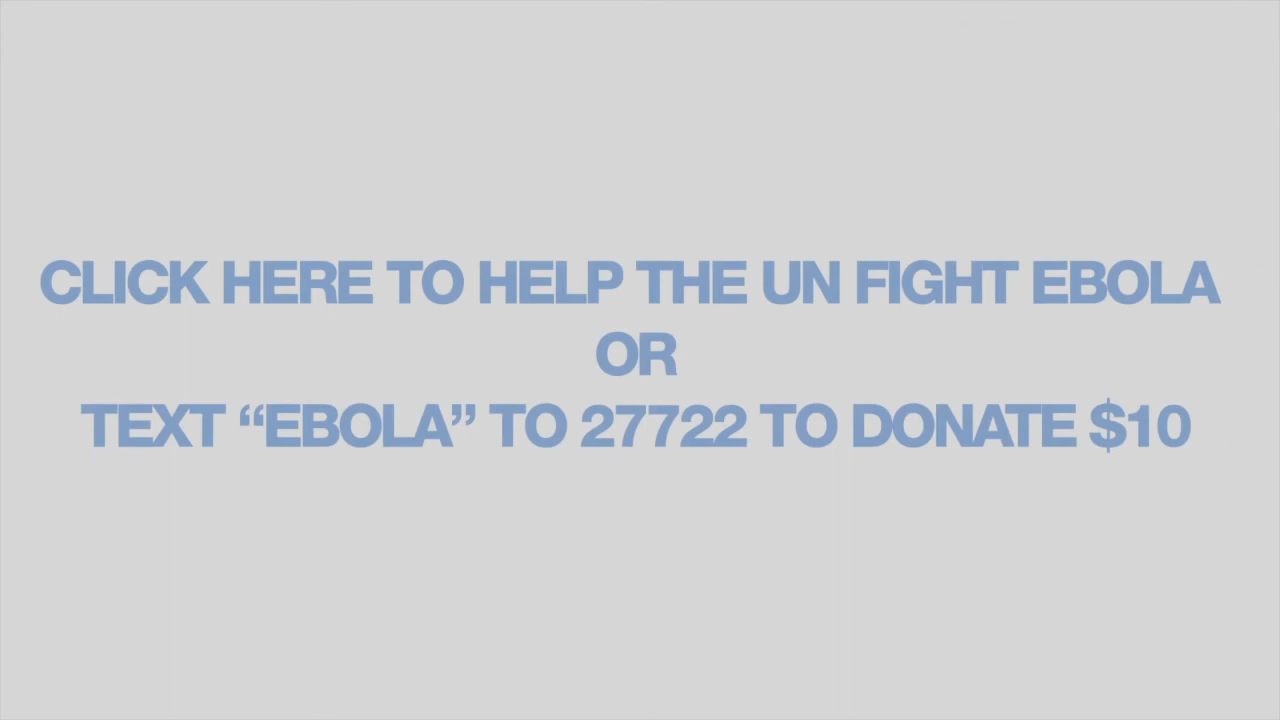 CLICK HERE TO HELP THE UN FIGHT EBOLA
OR
TEXT “EBOLA” TO 27722 TO DONATE $10